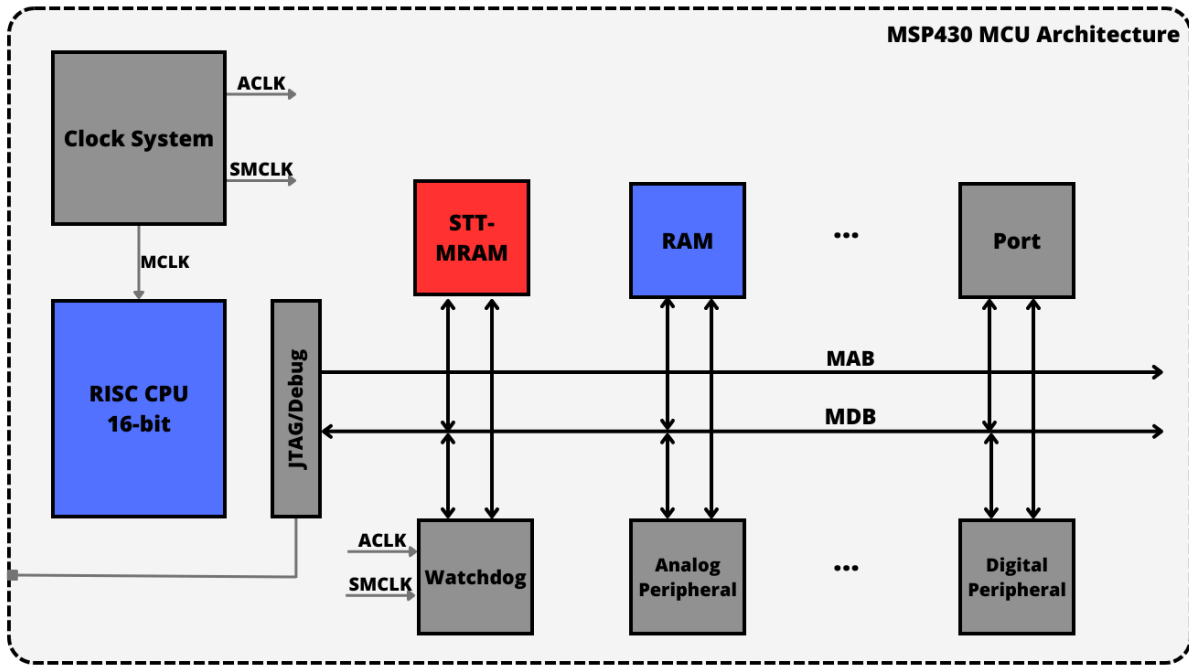 MSP430 MCU Architecture
Clock System
ACLK
SMCLK
MCLK
STT-
MRAM
RAM
...
Port
RISC CPU
16-bit
JTAG/Debug
MAB
MDB
ACLK
SMCLK
Watchdog
Analog
Peripheral
...
Digital
Peripheral